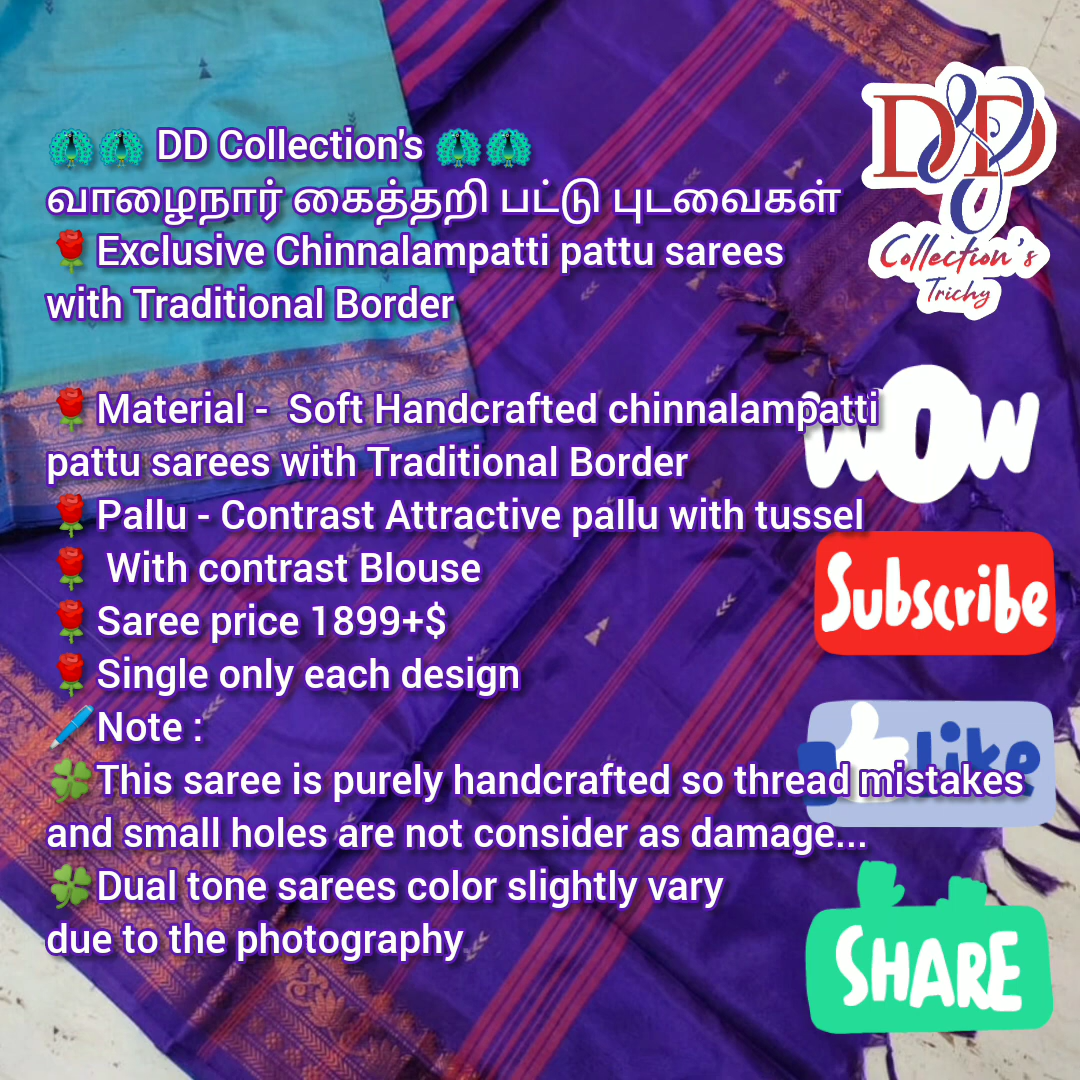 🦚🦚 DD Collection's 🦚🦚
வாழைநார் கைத்தறி பட்டு புடவைகள்
🌹Exclusive Chinnalampatti pattu sarees
with Traditional Border
🌹Material -  Soft Handcrafted chinnalampatti
pattu sarees with Traditional Border
🌹Pallu - Contrast Attractive pallu with tussel
🌹 With contrast Blouse
🌹Saree price 1899+$
🌹Single only each design
🖊️Note :
🍀This saree is purely handcrafted so thread mistakes
and small holes are not consider as damage...
🍀Dual tone sarees color slightly vary
due to the photography
D&D
Collection's
Trichy
WOW
Subscribe
Like
SHARE